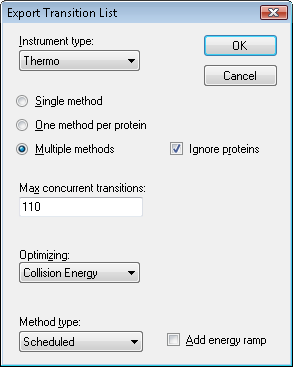 Export Transition List
Instrument type:
Thermo
OK
Cancel
Single method
One method per protein
Multiple methods
Ignore proteins
Max concurrent transitions:
110
Optimizing:
Collision Energy
Method type:
Scheduled
Add energy ramp